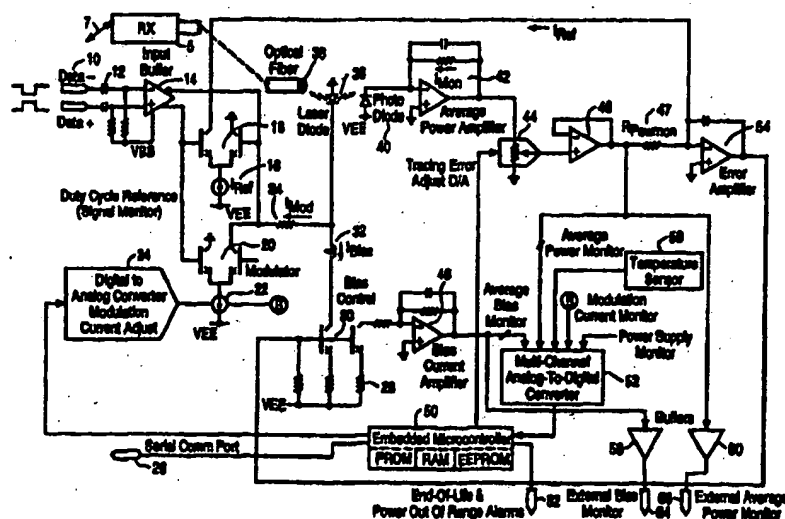 7
RX
6
Input
Buffer
10
Data-
12
14
Data+
VBB
Optical
Fiber
38
36
Laser
Diode
IRef
IMon
42
Photo
Diode
VEE
40
Average
Power Amplifier
44
Tracing Error
Adjust D/A
46
47
RPowmon
54
Error
Amplifier
18
16
IRef
VEE
34
IMod
Duty Cycle Reference
(Signal Monitor)
20
Modulator
32
IBias
24
Digital to
Analog Converter
Modulation
Current Adjust
22
VEE
Bias
Control
30
48
Bias
Current
Amplifier
28
VEE
Average
Bias
Monitor
Average
Power Monitor
58
Temperature
Sensor
Modulation
Current Monitor
Power Supply
Monitor
Multi-Channel
Analog-To-Digital
Converter
52
50
Embedded Microcontroller
PROM
RAM
EEPROM
Serial Comm Port
26
Buffers
60
End-Of-Life &
Power Out Of Range Alarms
62
External Bias
Monitor
64
66
External Average
Power Monitor